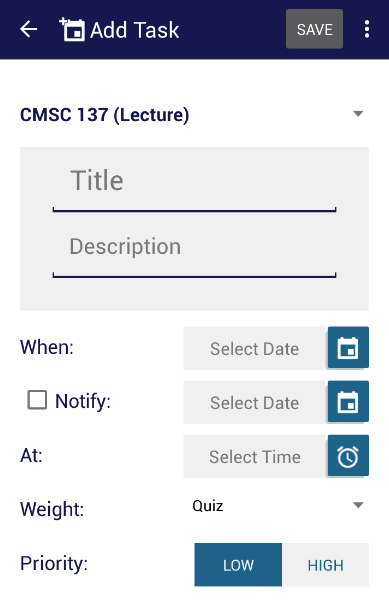 Add Task
SAVE
CMSC 137 (Lecture)
Title
Description
When:
Select Date
Notify:
Select Date
At:
Select Time
Weight:
Quiz
Priority:
LOW
HIGH